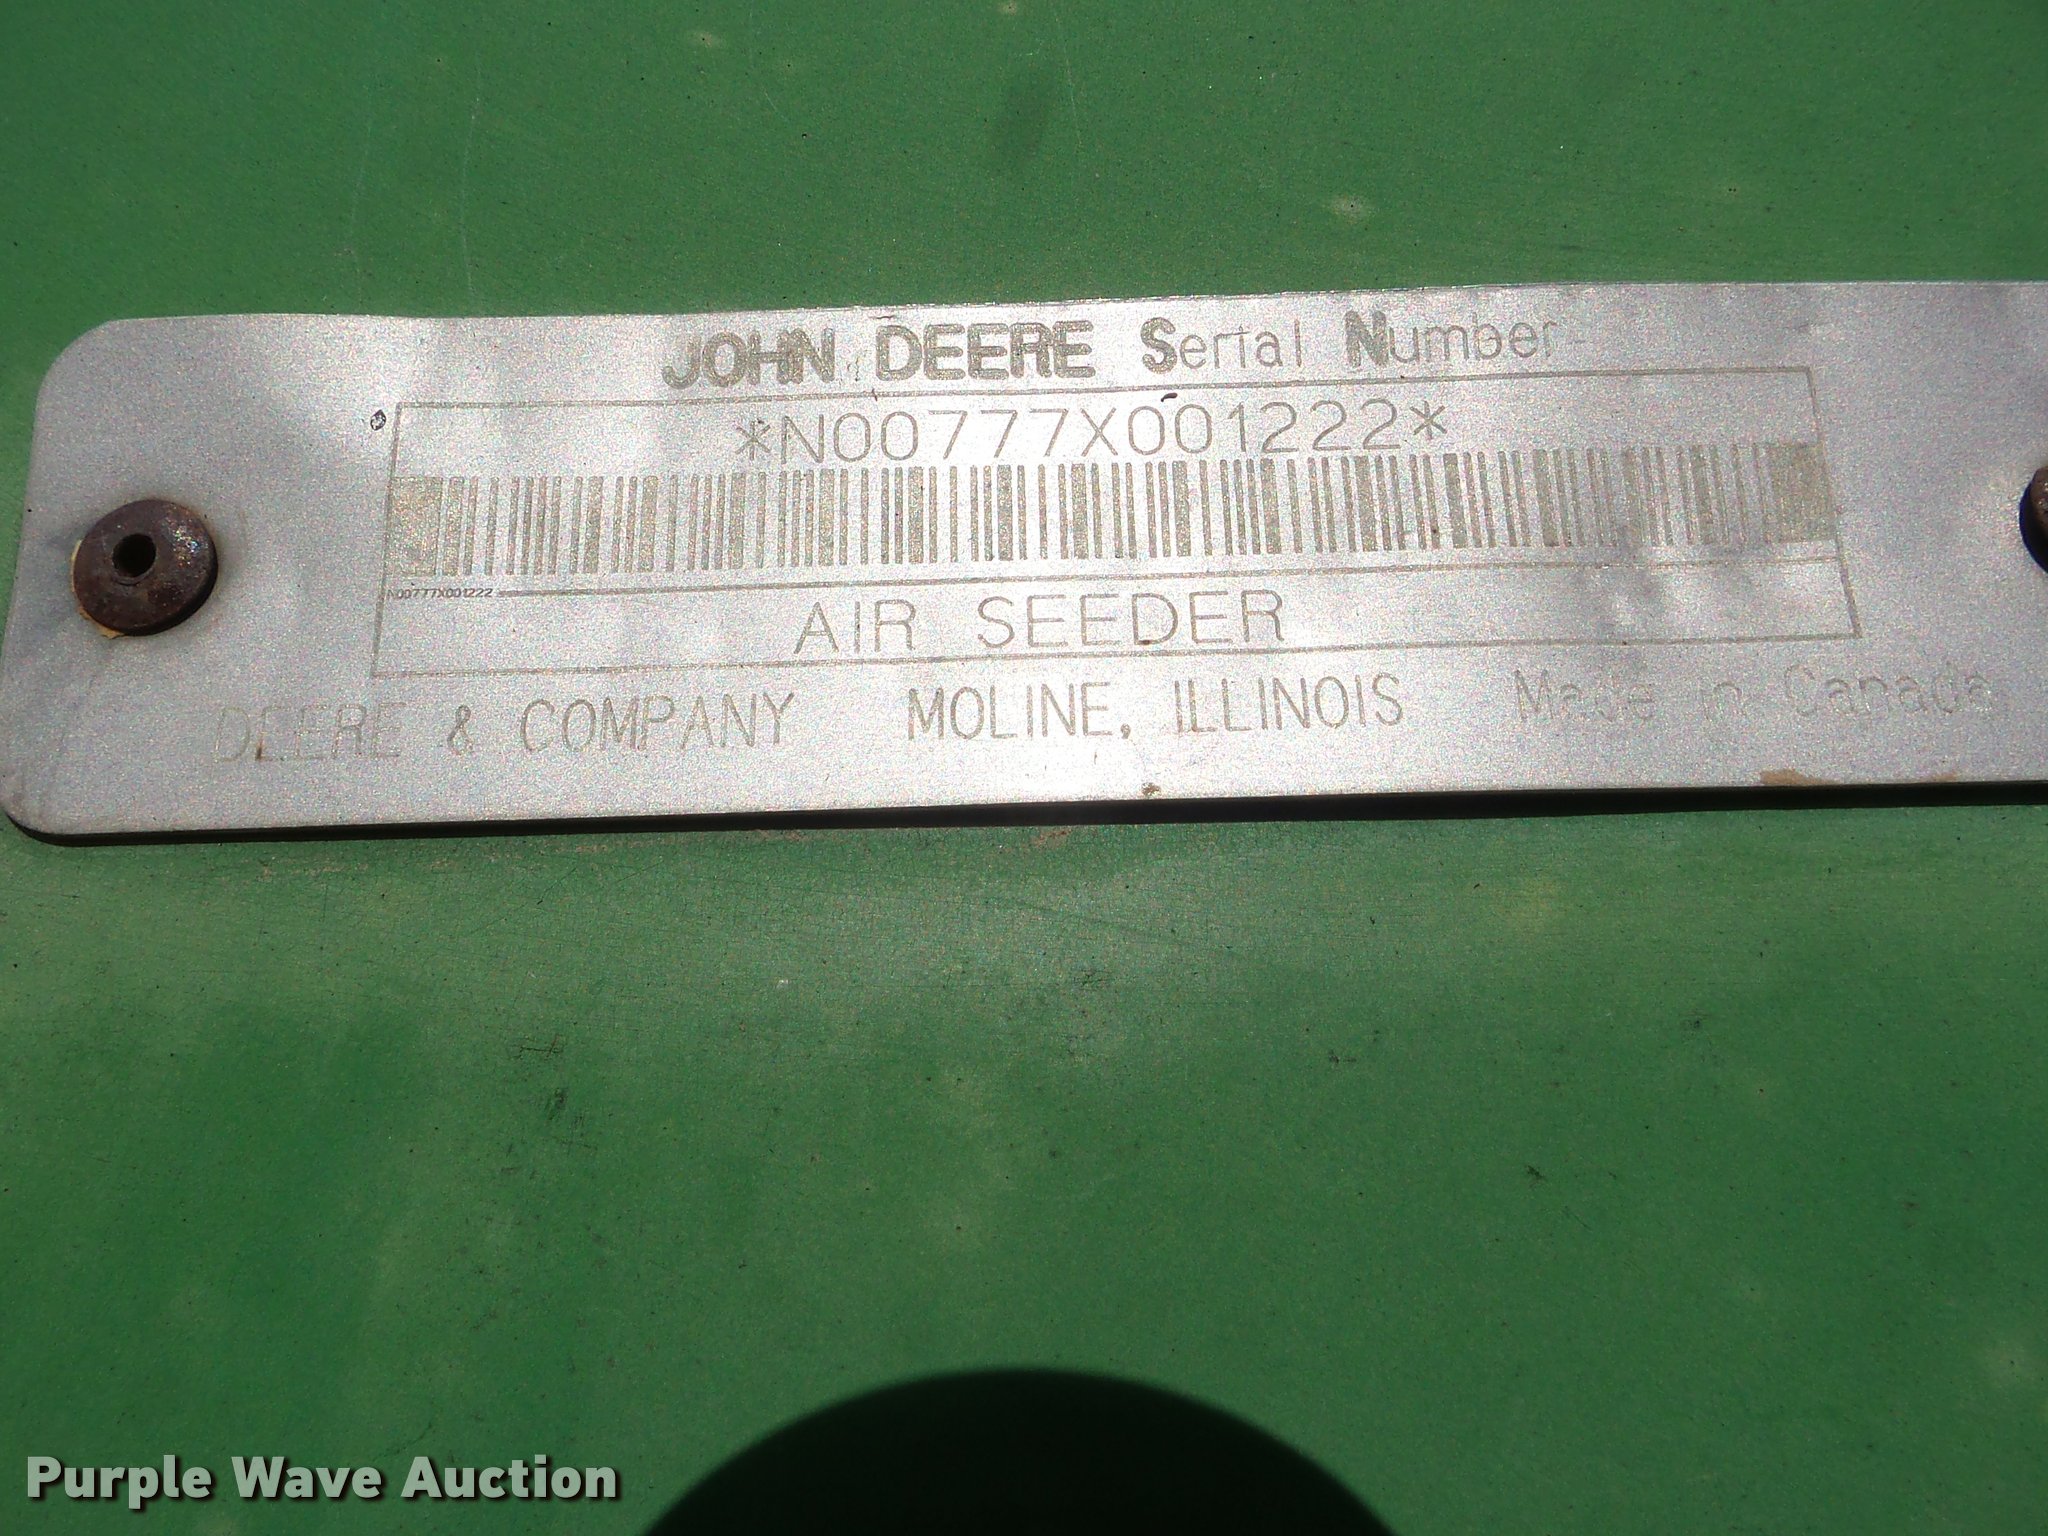 JOHN DEERE Serial Number
*N00777X001222*
N00777X001222
AIR SEEDER
DEERE & COMPANY MOLINE, ILLINOIS Made in Canada
Purple Wave Auction